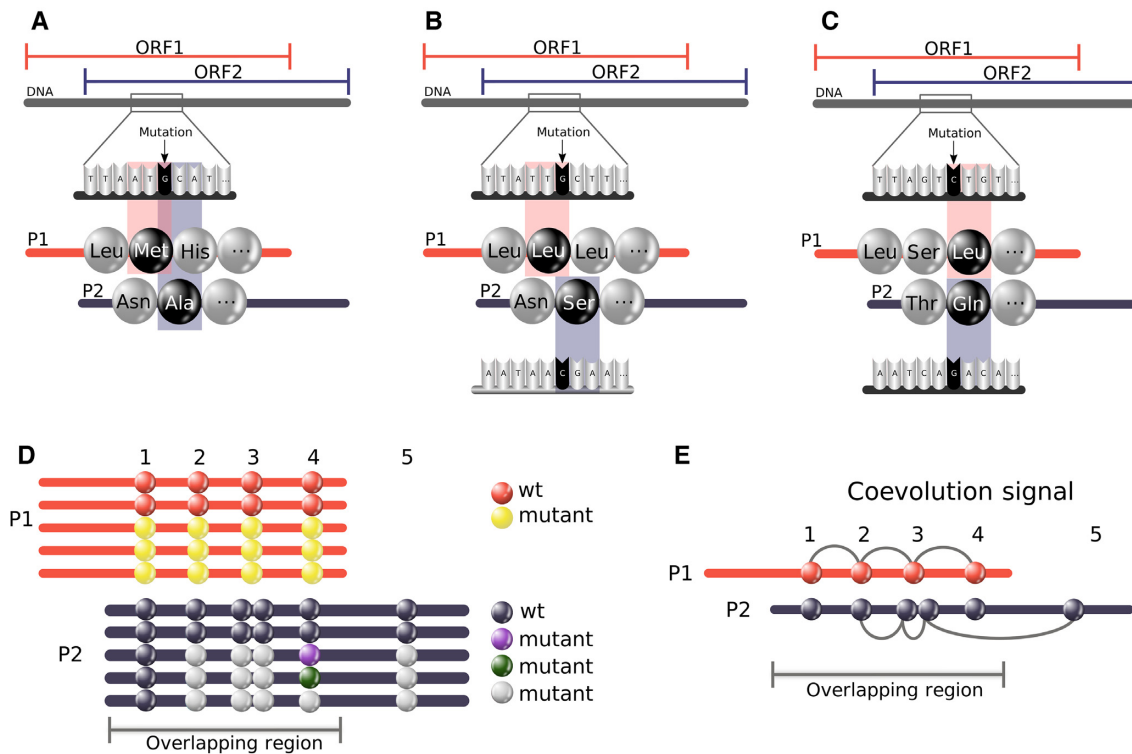 A
ORF1
ORF2
DNA
Mutation
T T A A T G C A T ...
P1 Leu Met His ...
P2 Asn Ala ...
B
ORF1
ORF2
DNA
Mutation
T T A T T G C T T ...
P1 Leu Leu Leu ...
P2 Asn Ser ...
A A T A A C G A A ...
C
ORF1
ORF2
DNA
Mutation
T T A G T C T G T ...
P1 Leu Ser Leu ...
P2 Thr Gln ...
A A T C A G A C A ...
D
1 2 3 4 5
P1
wt
mutant
P2
wt
mutant
mutant
mutant
Overlapping region
E
Coevolution signal
1 2 3 4 5
P1
P2
Overlapping region